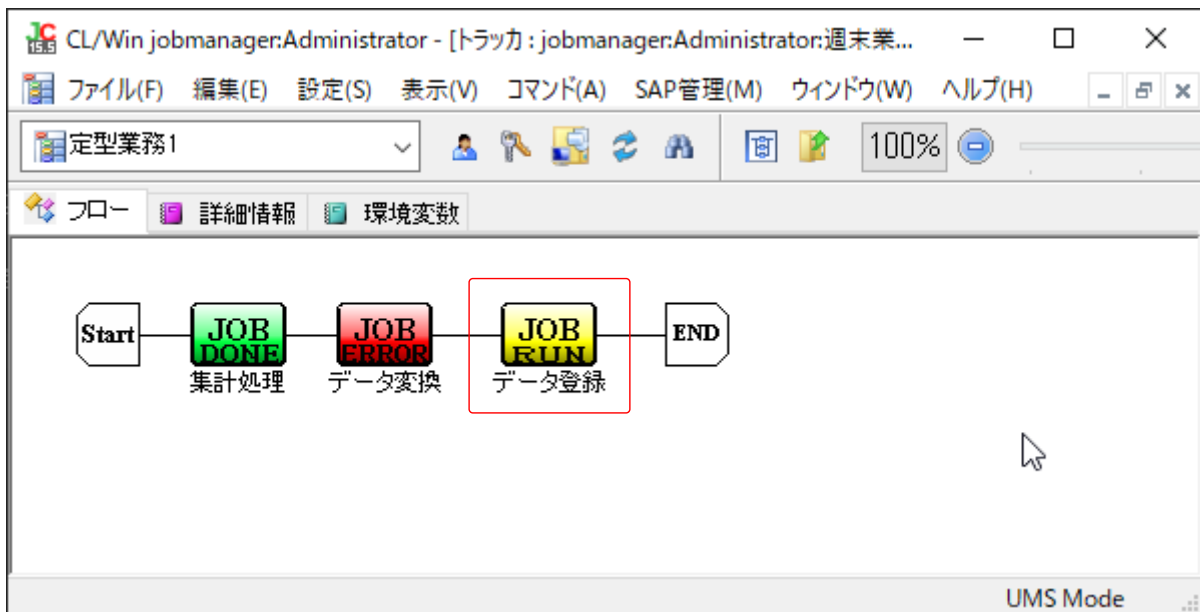 JC 15.5 CL/Win jobmanager:Administrator - [トラッカ : jobmanager:Administrator:週末業...
ファイル(F) 編集(E) 設定(S) 表示(V) コマンド(A) SAP管理(M) ウィンドウ(W) ヘルプ(H)
定型業務1 100%
フロー 詳細情報 環境変数
Start JOB DONE JOB ERROR JOB RUN END
集計処理 データ変換 データ登録
UMS Mode